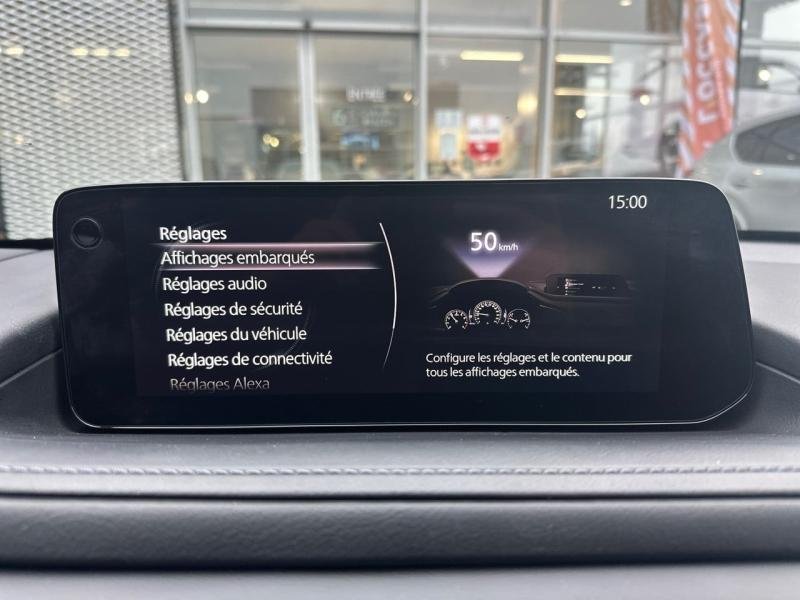 15:00
Réglages
Affichages embarqués
Réglages audio
Réglages de sécurité
Réglages du véhicule
Réglages de connectivité
Réglages Alexa
50 km/h
Configure les réglages et le contenu pour
tous les affichages embarqués.